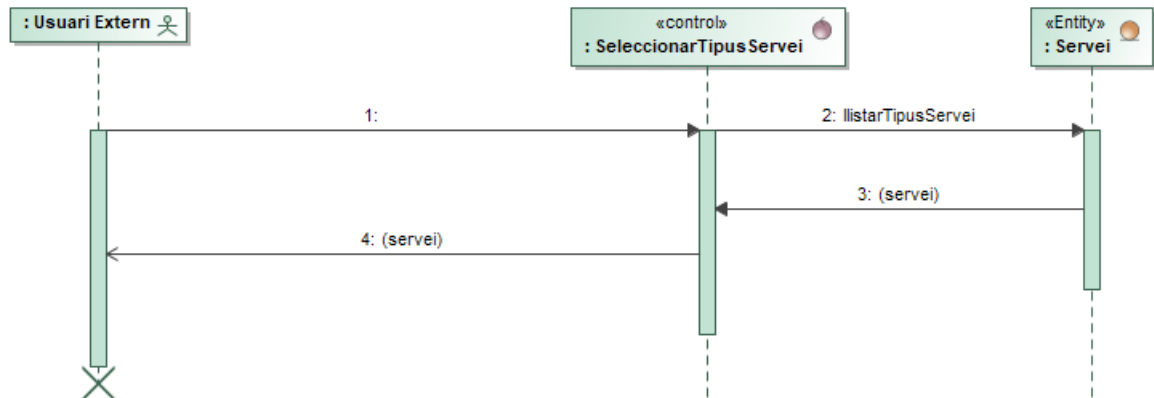 : Usuari Extern
«control»
: SeleccionarTipusServei
«Entity»
: Servei
1:
2: llistarTipusServei
3: (servei)
4: (servei)